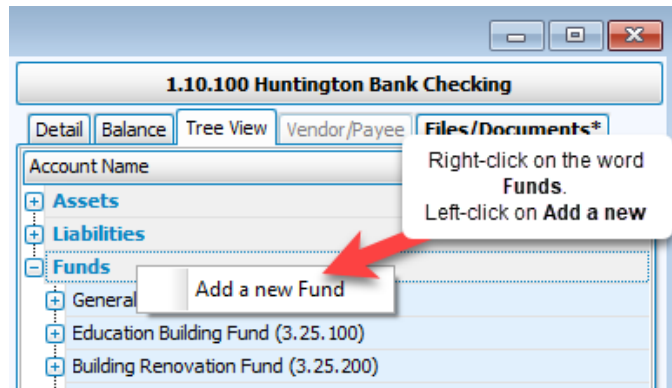 1.10.100 Huntington Bank Checking
Detail Balance Tree View Vendor/Payee Files/Documents*
Account Name
Right-click on the word
Funds.
Left-click on Add a new
Assets
Liabilities
Funds
Add a new Fund
General
Education Building Fund (3.25.100)
Building Renovation Fund (3.25.200)